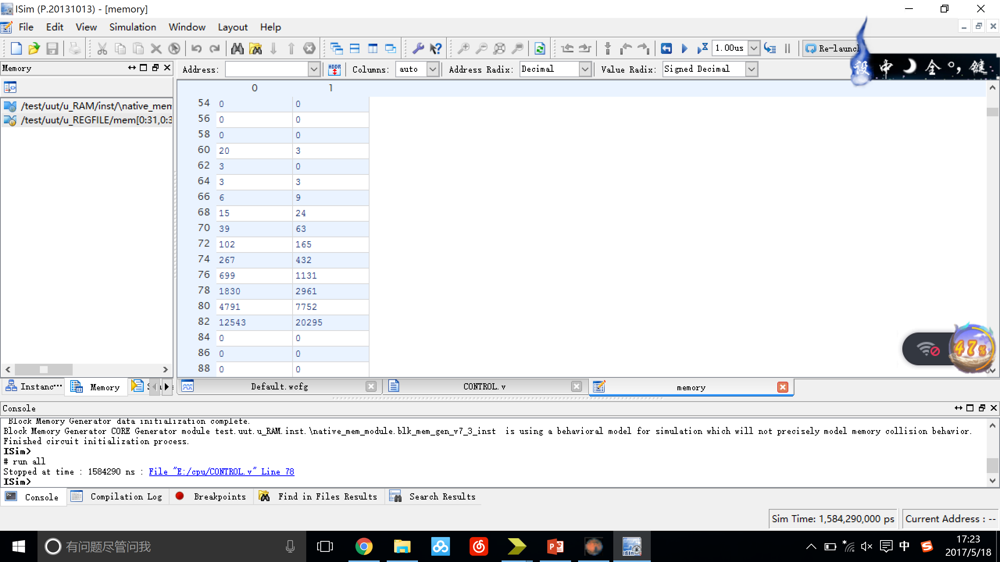 ISim (P.20131013) - [memory]
File Edit View Simulation Window Layout Help
1.00us
Re-launch
设 中 全 °, 键
Memory
Address:
ADDR
Columns: auto
Address Radix: Decimal
Value Radix: Signed Decimal
/test/uut/u_RAM/inst/\native_mem
/test/uut/u_REGFILE/mem[0:31,0:3
0 1
54 0 0
56 0 0
58 0 0
60 20 3
62 3 0
64 3 3
66 6 9
68 15 24
70 39 63
72 102 165
74 267 432
76 699 1131
78 1830 2961
80 4791 7752
82 12543 20295
84 0 0
86 0 0
88 0 0
47%
Instanc...
Memory
Default.wcfg
CONTROL.v
memory
Console
Block Memory Generator data initialization complete.
Block Memory Generator CORE Generator module test.uut.u_RAM.inst.\native_mem_module.blk_mem_gen_v7_3_inst  is using a behavioral model for simulation which will not precisely model memory collision behavior.
Finished circuit initialization process.
ISim>
# run all
Stopped at time : 1584290 ns : File "E:/cpu/CONTROL.v" Line 78
ISim>
Console
Compilation Log
Breakpoints
Find in Files Results
Search Results
Sim Time: 1,584,290,000 ps
Current Address : --
有问题尽管问我
ISim
中
17:23
2017/5/18